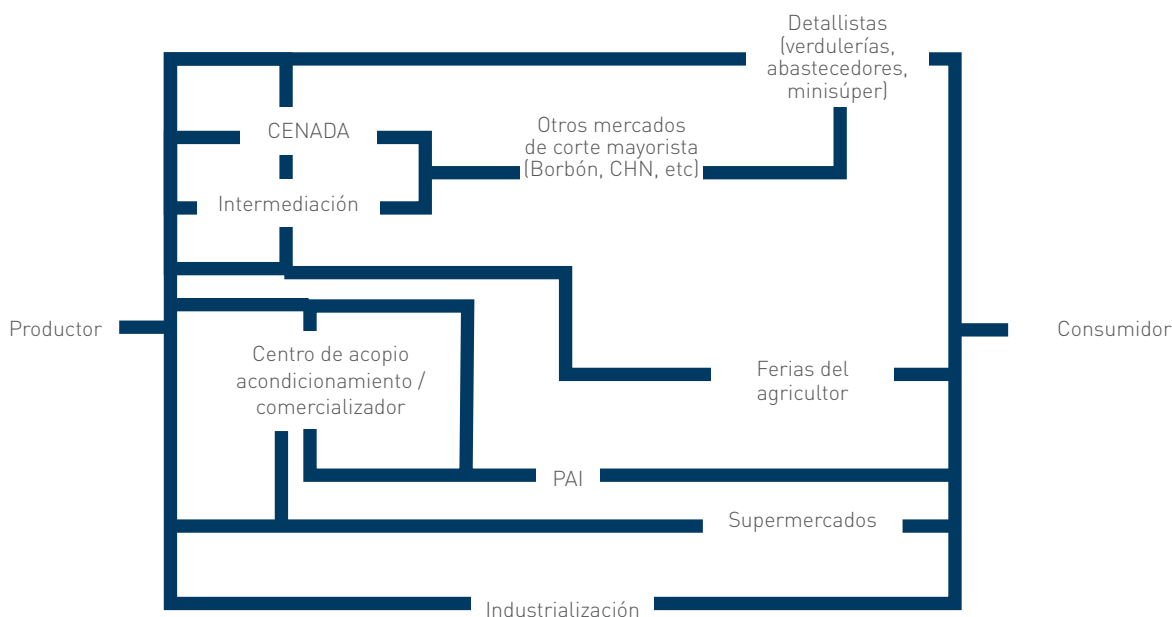 Detallistas
(verdulerías,
abastecedores,
minisúper)
CENADA
Otros mercados
de corte mayorista
(Borbón, CHN, etc)
Intermediación
Productor
Consumidor
Centro de acopio
acondicionamiento /
comercializador
Ferias del
agricultor
PAI
Supermercados
Industrialización